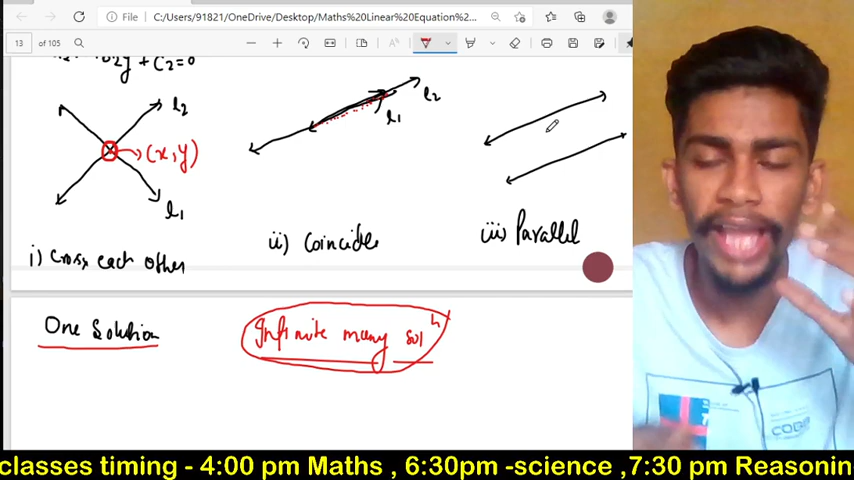 File
C:/Users/91821/OneDrive/Desktop/Maths%20Linear%20Equation%2...
13 of 105
+ C2=0
l2
(x,y)
l1
l2
l1
i) Cross each other
ii) Coincide
iii) Parallel
One Solution
Infinite many solⁿ
classes timing - 4:00 pm Maths , 6:30pm -science ,7:30 pm Reasonin